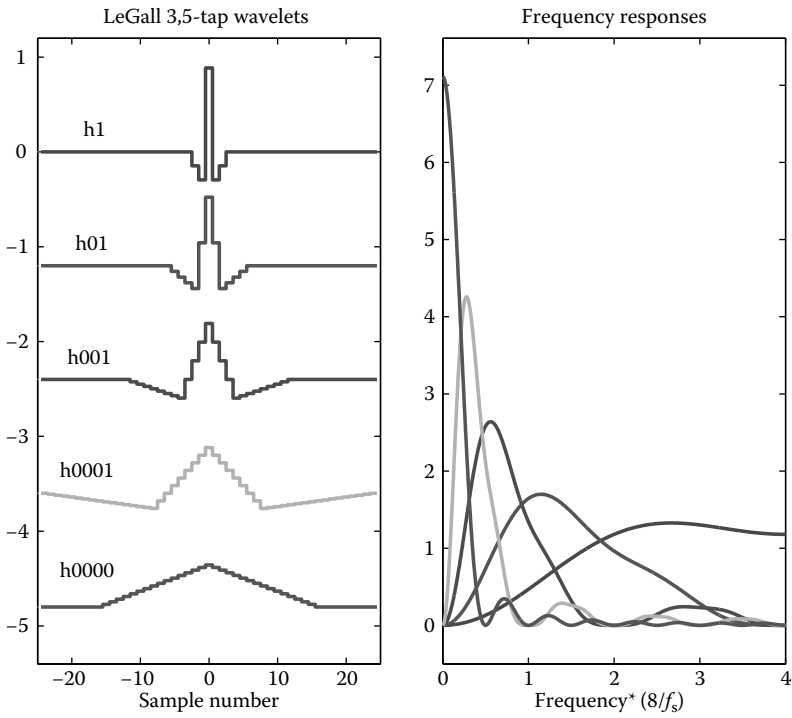 LeGall 3,5-tap wavelets
1
0
−1
−2
−3
−4
−5
h1
h01
h001
h0001
h0000
−20 −10 0 10 20
Sample number
Frequency responses
7
6
5
4
3
2
1
0
0 1 2 3 4
Frequency* (8/fs)